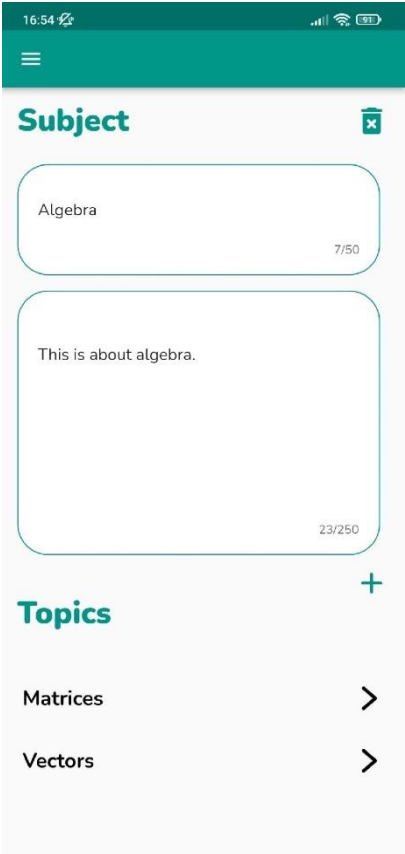 16:54
91
Subject
Algebra
7/50
This is about algebra.
23/250
Topics
Matrices
Vectors